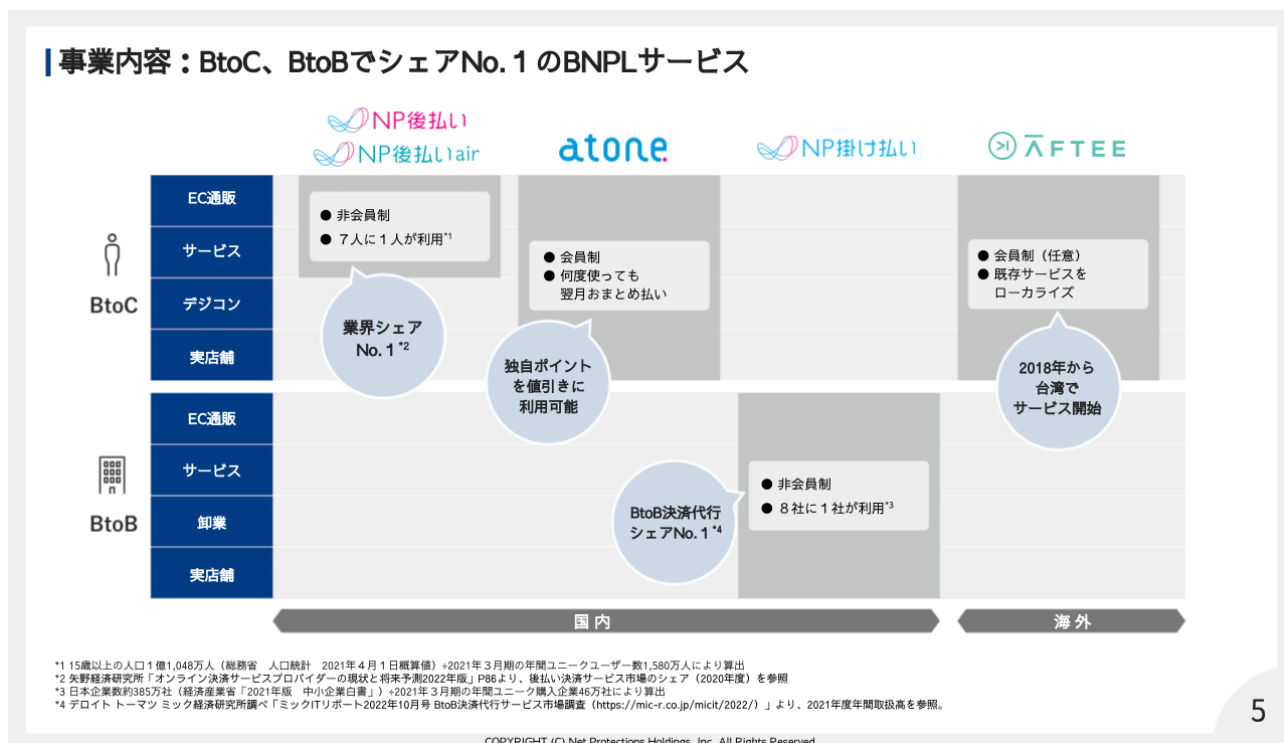 事業内容：BtoC、BtoBでシェアNo.1のBNPLサービス
NP後払い
NP後払いair
atone
NP掛け払い
AFTEE
BtoC
EC通販
サービス
デジコン
実店舗
● 非会員制
● 7人に1人が利用*1
業界シェア
No.1*2
● 会員制
● 何度使っても
翌月おまとめ払い
独自ポイント
を値引きに
利用可能
● 会員制（任意）
● 既存サービスを
ローカライズ
2018年から
台湾で
サービス開始
BtoB
EC通販
サービス
卸業
実店舗
BtoB決済代行
シェアNo.1*4
● 非会員制
● 8社に1社が利用*3
国内
海外
*1 15歳以上の人口1億1,048万人（総務省　人口統計　2021年4月1日概算値）÷2021年3月期の年間ユニークユーザー数1,580万人により算出
*2 矢野経済研究所「オンライン決済サービスプロバイダーの現状と将来予測2022年版」P86より、後払い決済サービス市場のシェア（2020年度）を参照
*3 日本企業数約385万社（経済産業省「2021年版　中小企業白書」）÷2021年3月期の年間ユニーク購入企業46万社により算出
*4 デロイト トーマツ ミック経済研究所調べ「ミックITリポート2022年10月号 BtoB決済代行サービス市場調査（https://mic-r.co.jp/micit/2022/）」より、2021年度年間取扱高を参照。
5
COPYRIGHT (C) Net Protections Holdings, Inc. All Rights Reserved.